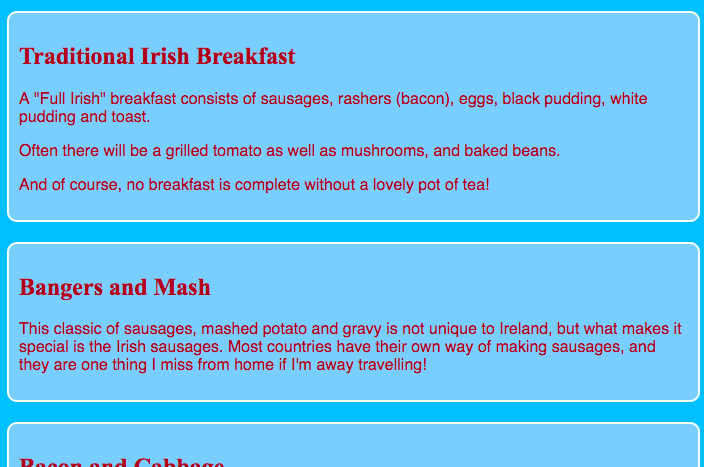 Traditional Irish Breakfast
A "Full Irish" breakfast consists of sausages, rashers (bacon), eggs, black pudding, white
pudding and toast.
Often there will be a grilled tomato as well as mushrooms, and baked beans.
And of course, no breakfast is complete without a lovely pot of tea!
Bangers and Mash
This classic of sausages, mashed potato and gravy is not unique to Ireland, but what makes it
special is the Irish sausages. Most countries have their own way of making sausages, and
they are one thing I miss from home if I'm away travelling!
Bacon and Cabbage